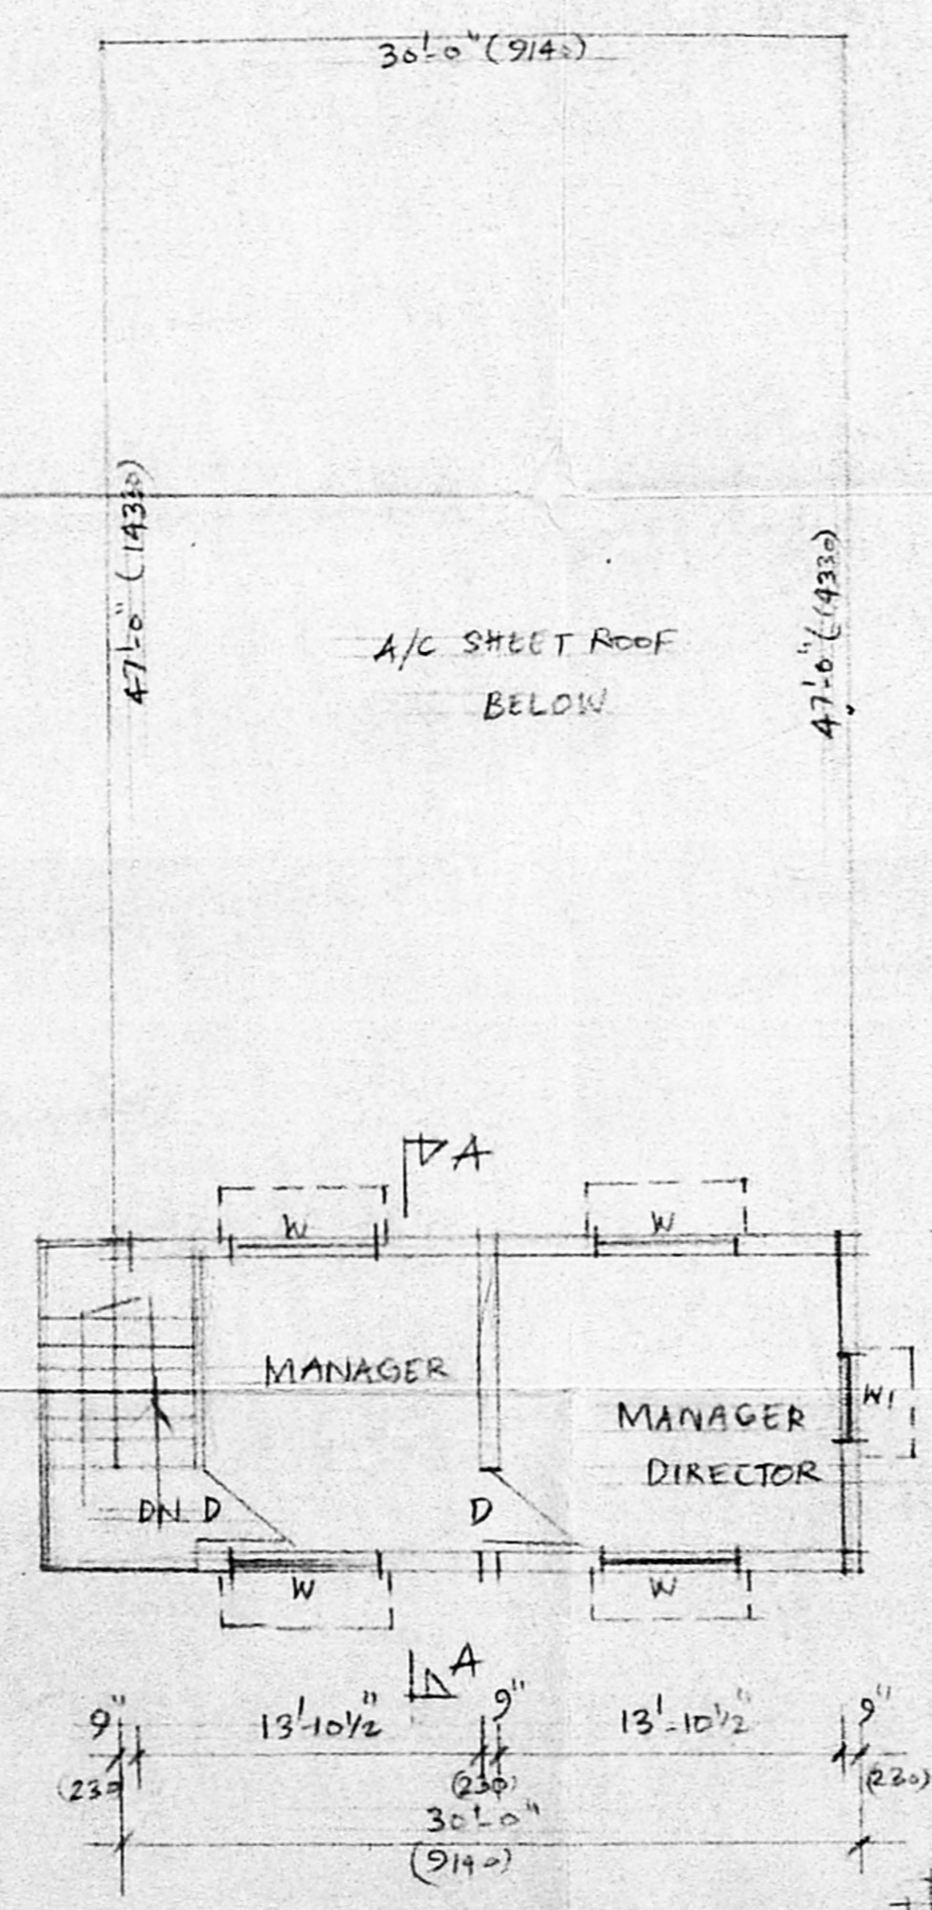 30'-0" (9140)
47'-0" (14330)
47'-0" (14330)
A/C SHEET ROOF
BELOW
A
W
W
MANAGER
W1
MANAGER
DIRECTOR
DN D
D
W
W
A
9"
13'-10½"
9"
13'-10½"
9"
(230)
(230)
(230)
30'-0"
(9140)